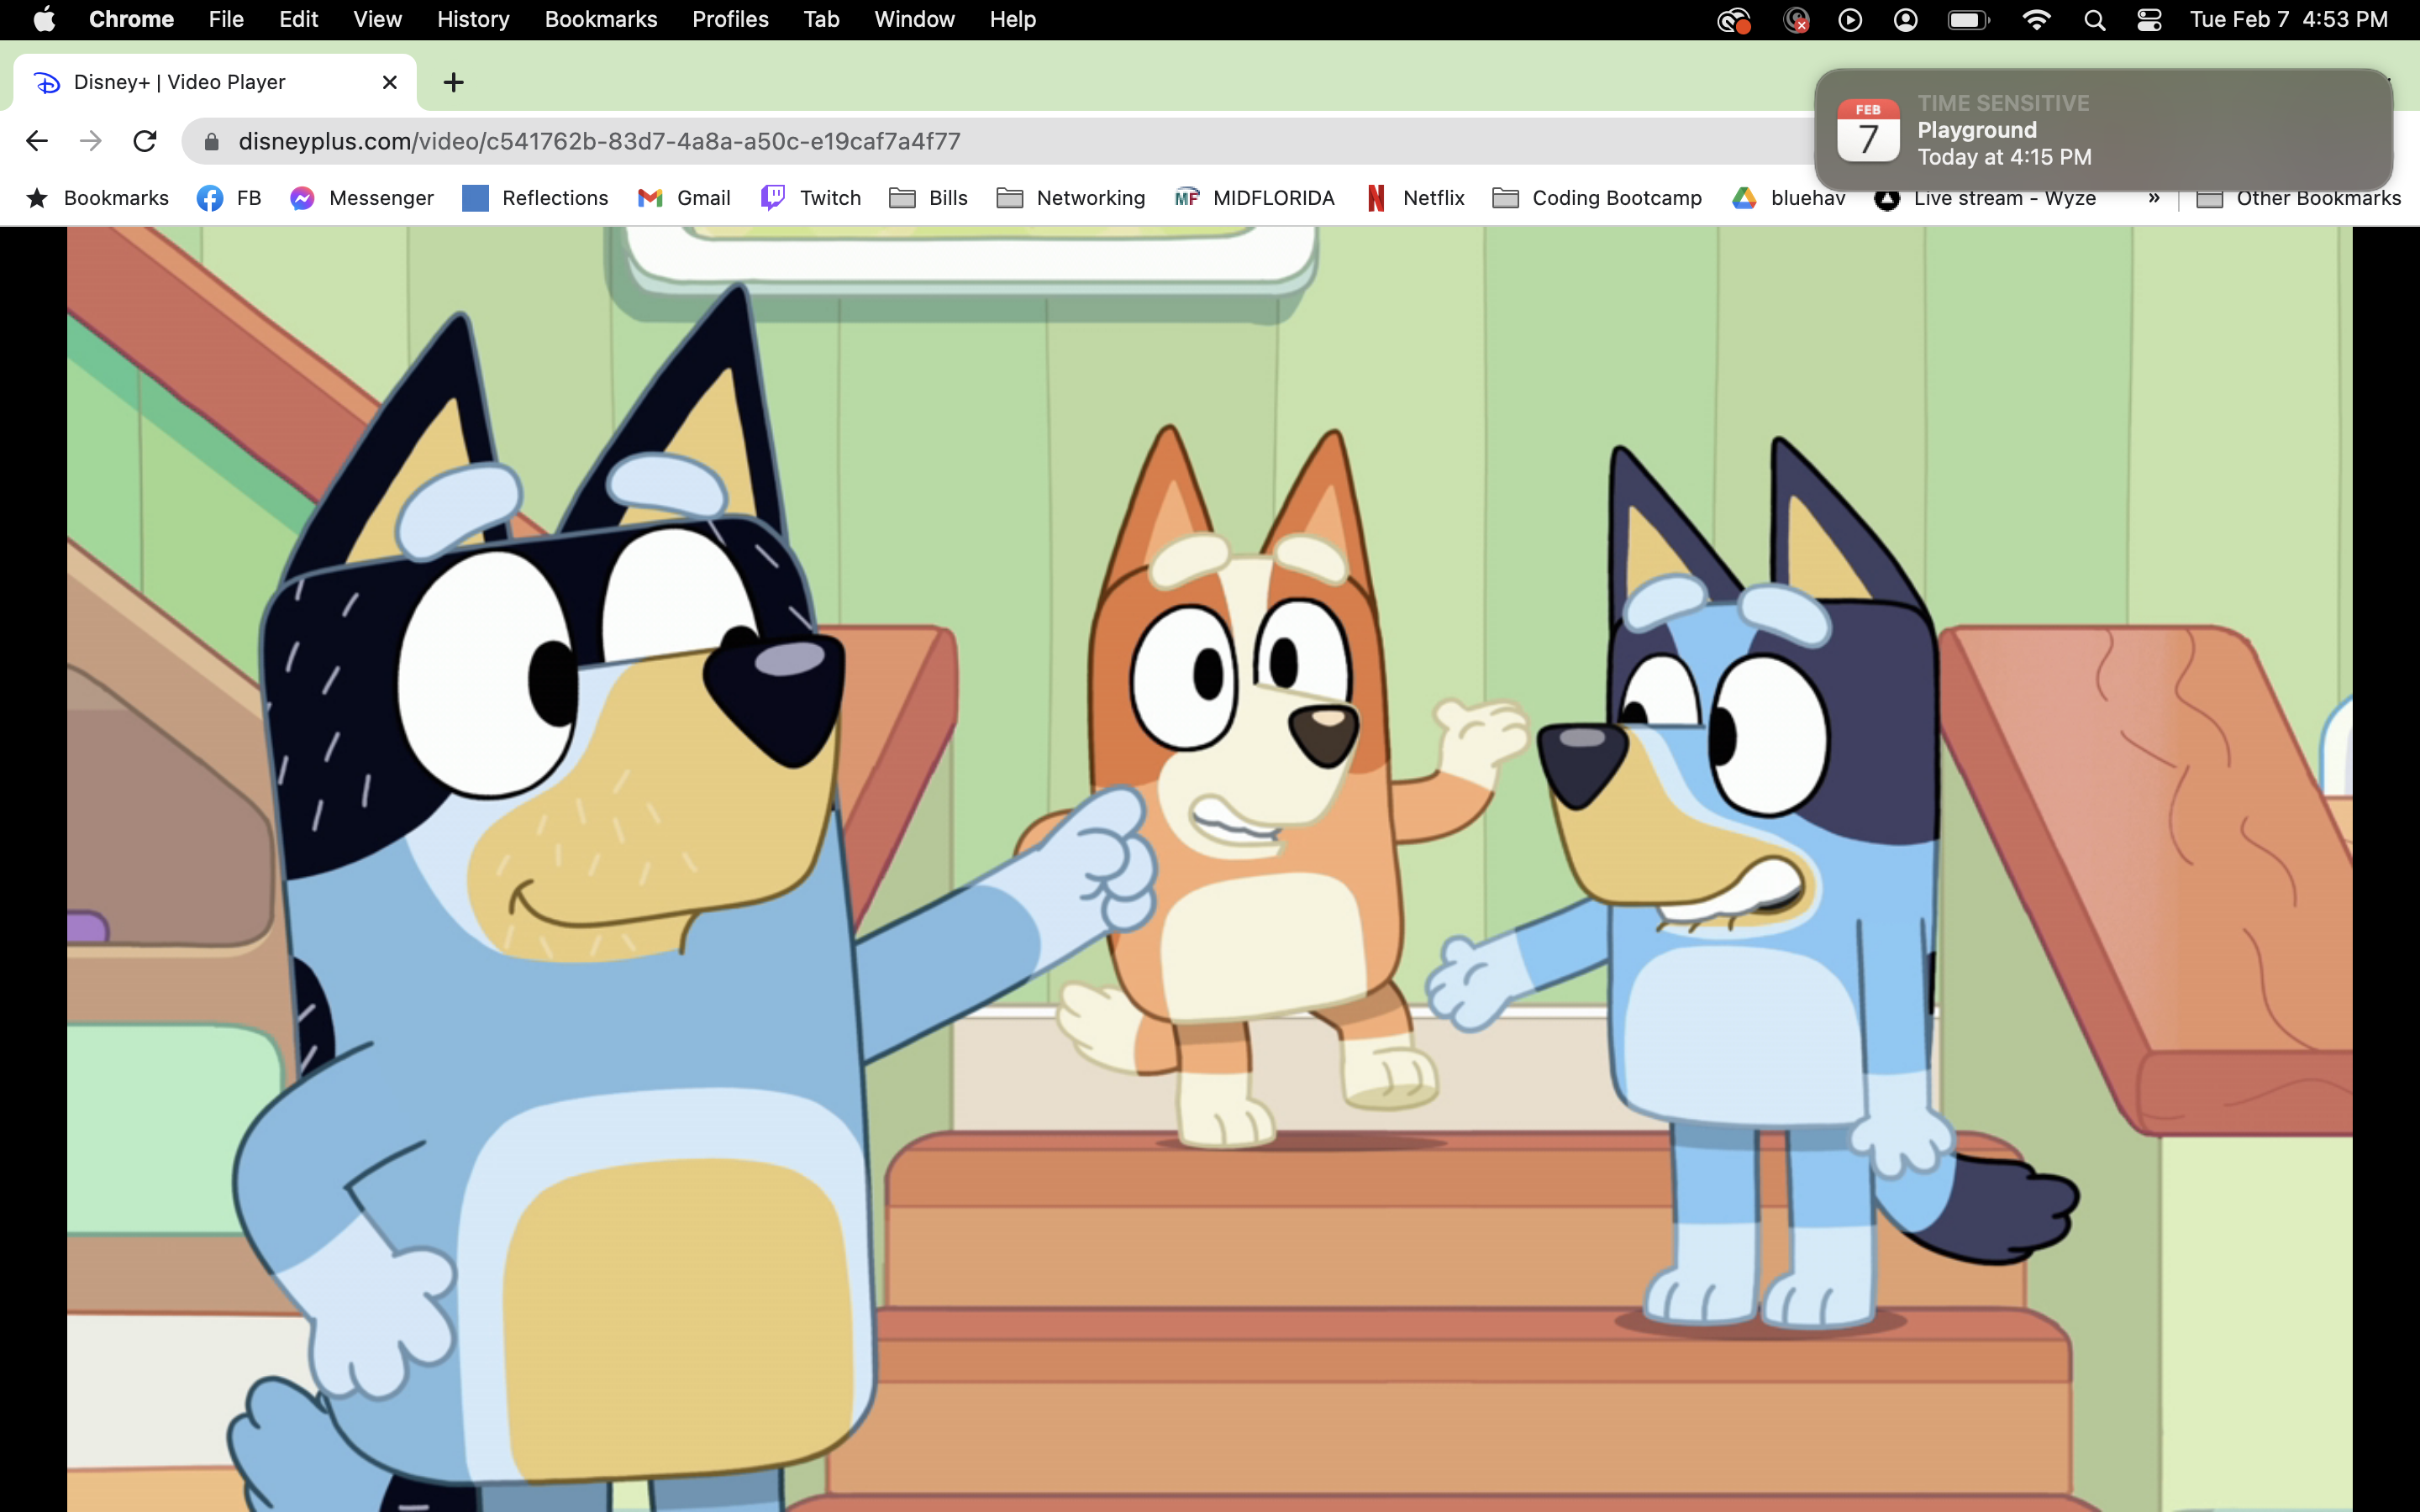 Chrome File Edit View History Bookmarks Profiles Tab Window Help Tue Feb 7 4:53 PM
Disney+ | Video Player
TIME SENSITIVE
FEB
7
Playground
Today at 4:15 PM
disneyplus.com/video/c541762b-83d7-4a8a-a50c-e19caf7a4f77
Bookmarks FB Messenger Reflections Gmail Twitch Bills Networking MF MIDFLORIDA Netflix Coding Bootcamp bluehav Live stream - Wyze » Other Bookmarks